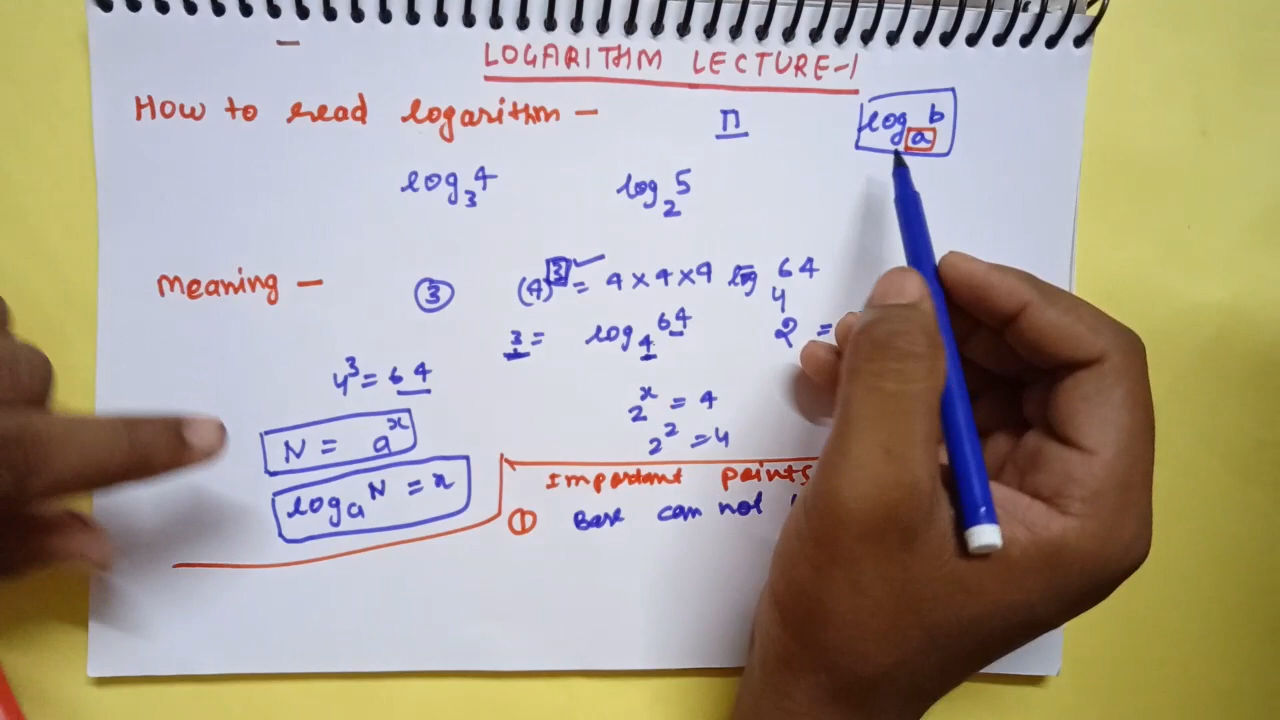 LOGARITHM LECTURE-1
How to read logarithm -
π
log_a b
log_3 4
log_2 5
Meaning -
③
(4)^3 = 4 × 4 × 4
log_4 64
3 = log_4 64
2 =
4^3 = 64
2^x = 4
2^2 = 4
N = a^x
log_a N = x
Important points
① Base can not